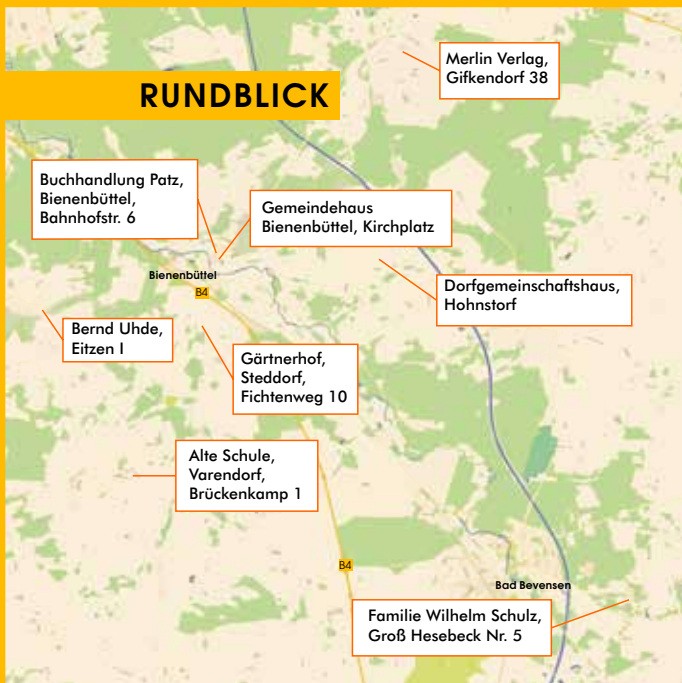 Merlin Verlag,
Gifkendorf 38
RUNDBLICK
Buchhandlung Patz,
Bienenbüttel,
Bahnhofstr. 6
Gemeindehaus
Bienenbüttel, Kirchplatz
Bienenbüttel
B4
Dorfgemeinschaftshaus,
Hohnstorf
Bernd Uhde,
Eitzen I
Gärtnerhof,
Steddorf,
Fichtenweg 10
Alte Schule,
Varendorf,
Brückenkamp 1
B4
Bad Bevensen
Familie Wilhelm Schulz,
Groß Hesebeck Nr. 5